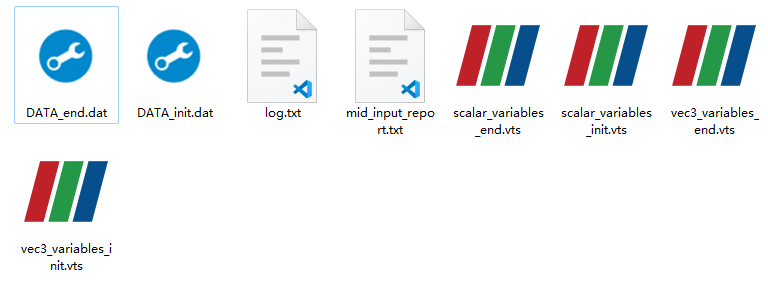 DATA_end.dat
DATA_init.dat
log.txt
mid_input_repo
rt.txt
scalar_variables
_end.vts
scalar_variables
_init.vts
vec3_variables_
end.vts
vec3_variables_i
nit.vts